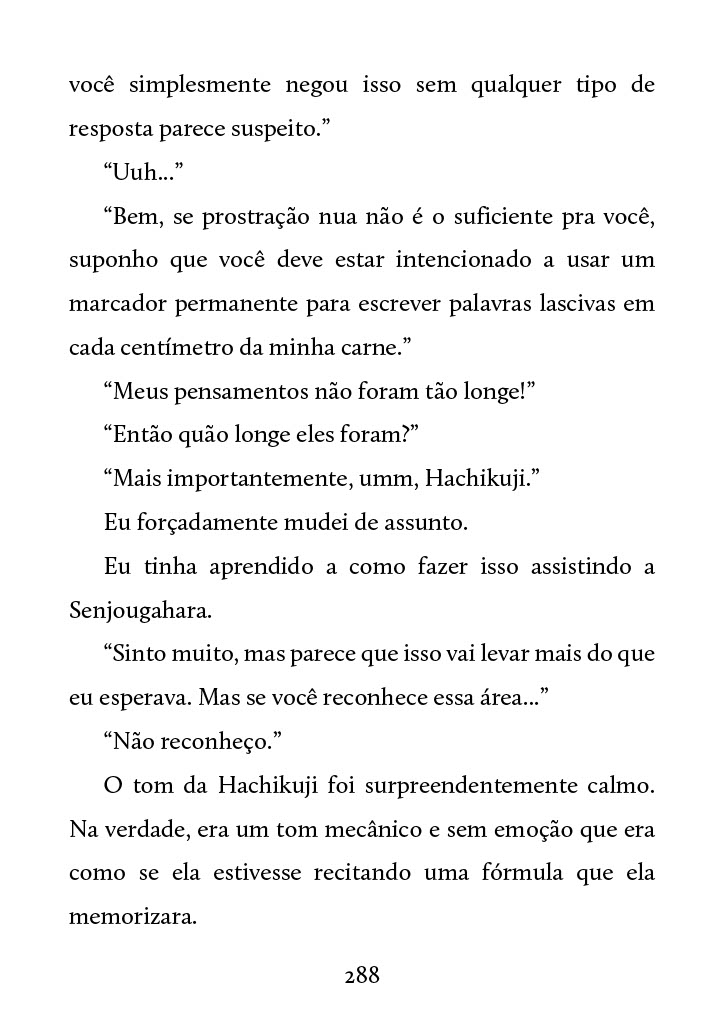 você simplesmente negou isso sem qualquer tipo de
resposta parece suspeito.”
“Uuh...”
“Bem, se prostração nua não é o suficiente pra você,
suponho que você deve estar intencionado a usar um
marcador permanente para escrever palavras lascivas em
cada centímetro da minha carne.”
“Meus pensamentos não foram tão longe!”
“Então quão longe eles foram?”
“Mais importantemente, umm, Hachikuji.”
Eu forçadamente mudei de assunto.
Eu tinha aprendido a como fazer isso assistindo a
Senjougahara.
“Sinto muito, mas parece que isso vai levar mais do que
eu esperava. Mas se você reconhece essa área...”
“Não reconheço.”
O tom da Hachikuji foi surpreendentemente calmo.
Na verdade, era um tom mecânico e sem emoção que era
como se ela estivesse recitando uma fórmula que ela
memorizara.
288